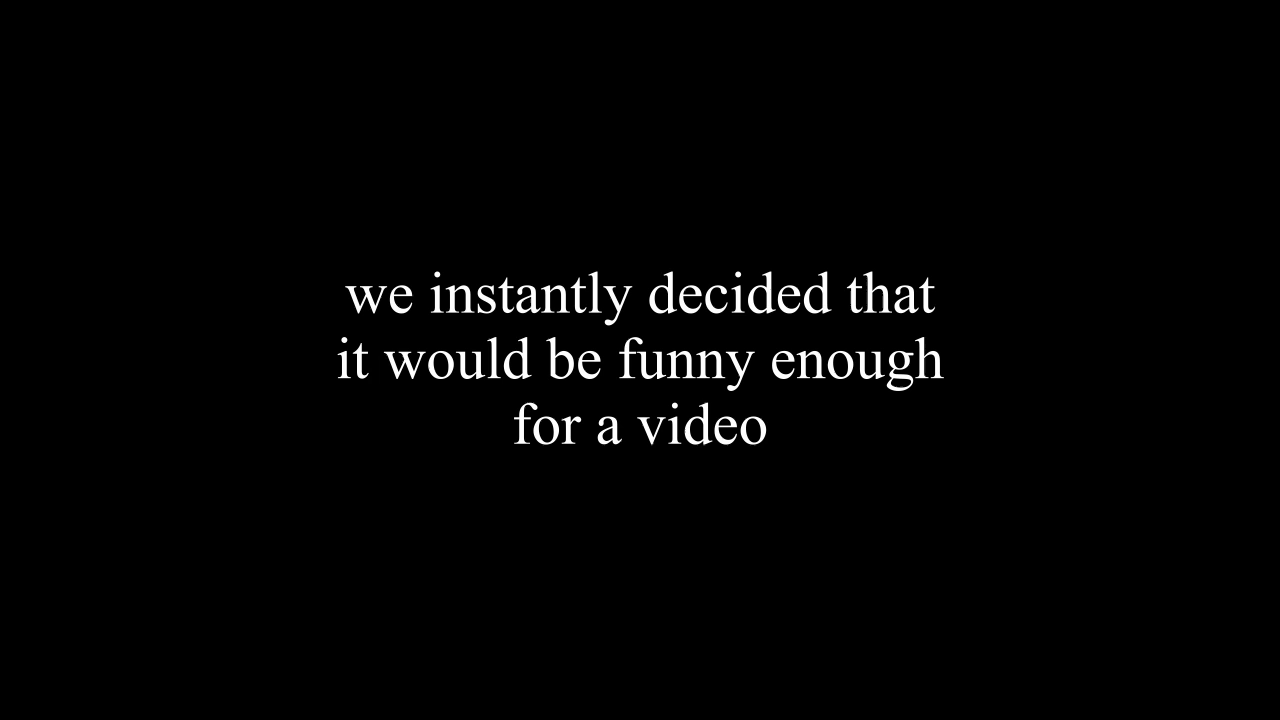 we instantly decided that
it would be funny enough
for a video